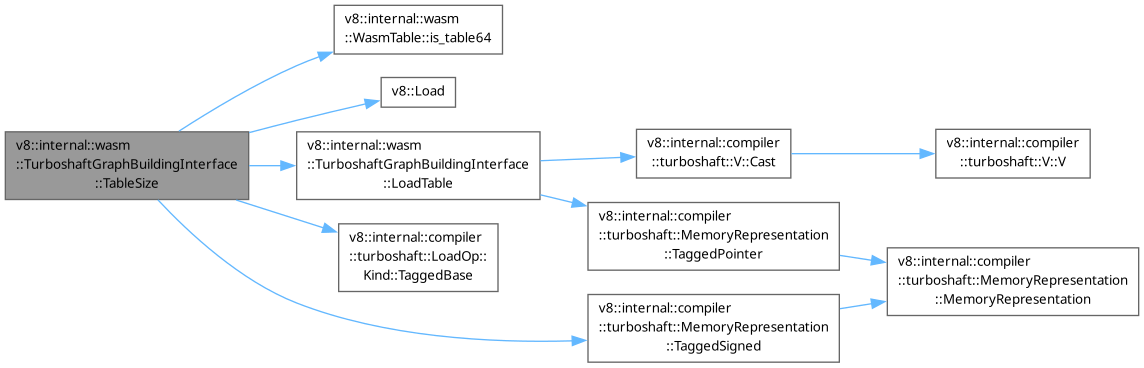 v8::internal::wasm
::WasmTable::is_table64
v8::Load
v8::internal::wasm
::TurboshaftGraphBuildingInterface
::TableSize
v8::internal::wasm
::TurboshaftGraphBuildingInterface
::LoadTable
v8::internal::compiler
::turboshaft::V::Cast
v8::internal::compiler
::turboshaft::V::V
v8::internal::compiler
::turboshaft::LoadOp::
Kind::TaggedBase
v8::internal::compiler
::turboshaft::MemoryRepresentation
::TaggedPointer
v8::internal::compiler
::turboshaft::MemoryRepresentation
::MemoryRepresentation
v8::internal::compiler
::turboshaft::MemoryRepresentation
::TaggedSigned